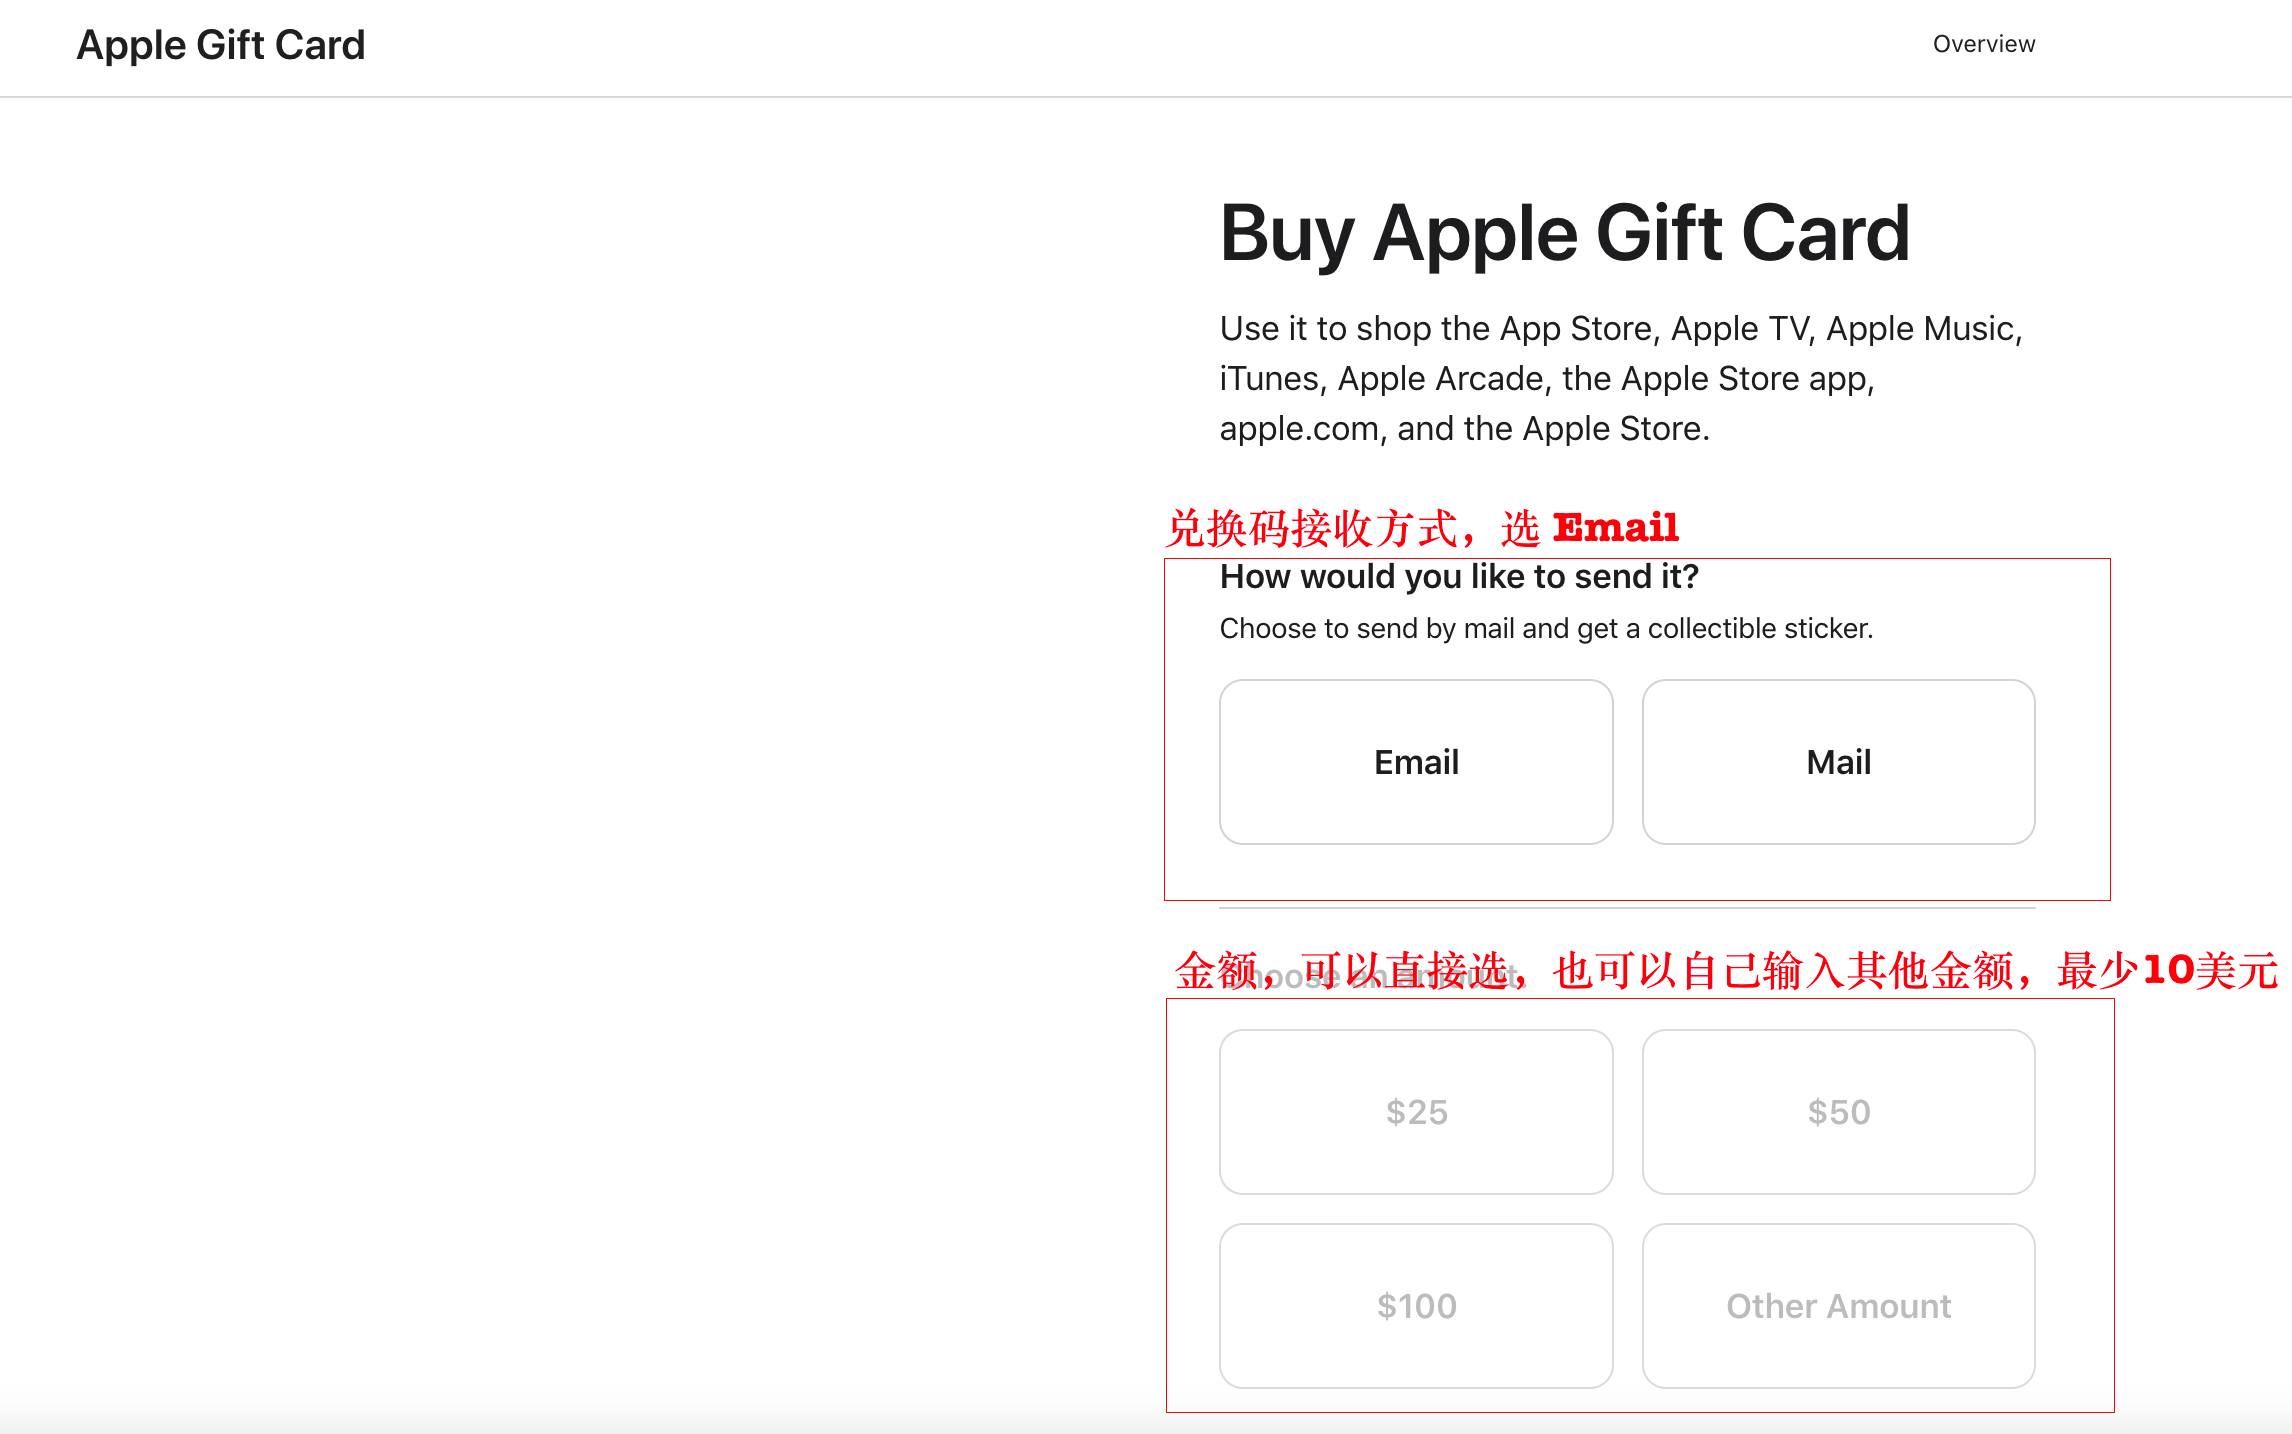 Apple Gift Card
Overview
Buy Apple Gift Card
Use it to shop the App Store, Apple TV, Apple Music,
iTunes, Apple Arcade, the Apple Store app,
apple.com, and the Apple Store.
兑换码接收方式，选 Email
How would you like to send it?
Choose to send by mail and get a collectible sticker.
Email
Mail
金额，可以直接选，也可以自己输入其他金额，最少10美元
Choose an amount.
$25
$50
$100
Other Amount